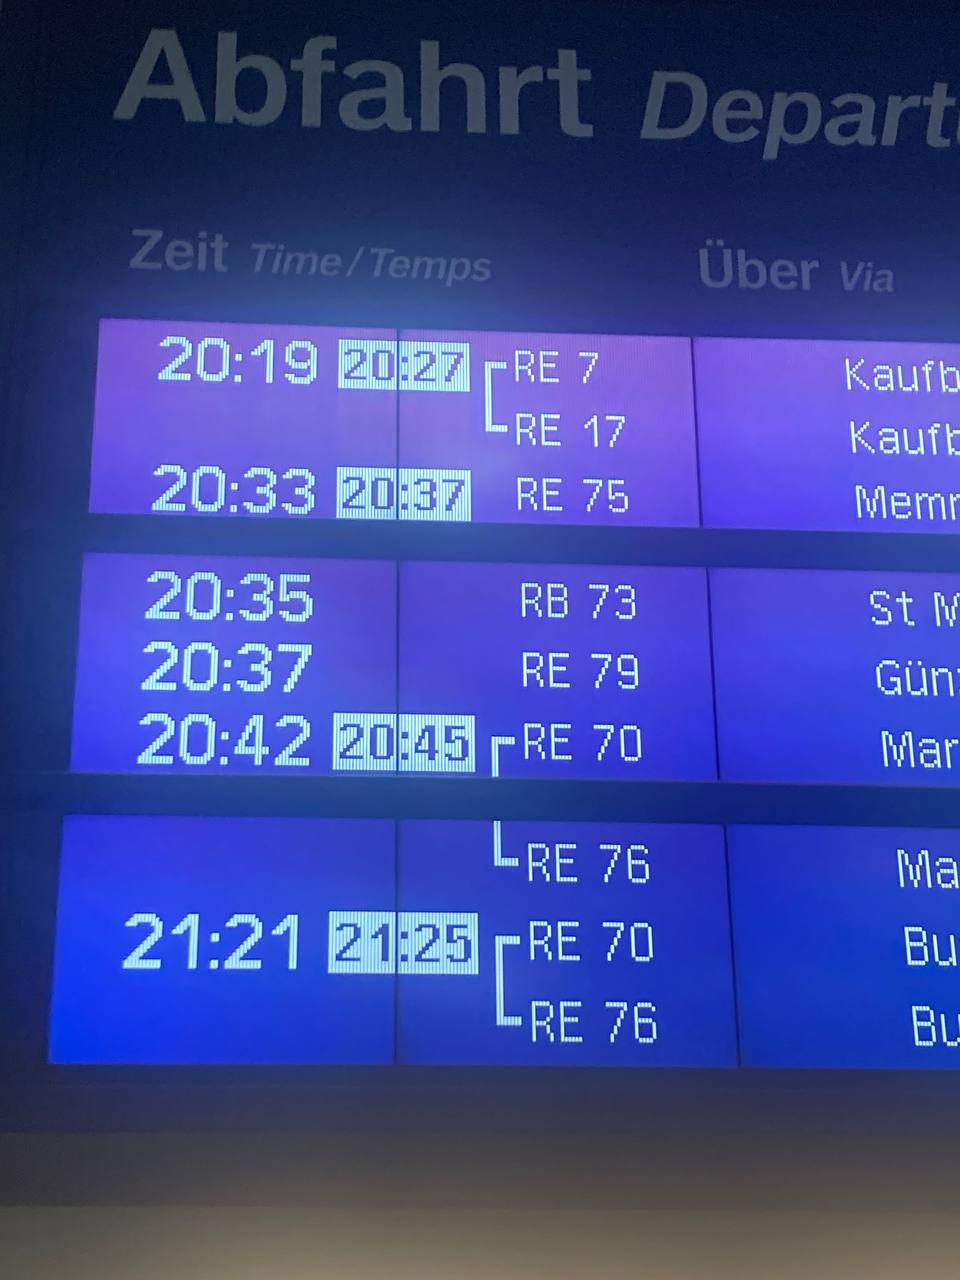 Abfahrt
Zeit Time/Temps Über Via
20:19 20:27 RE 7
RE 17
20:33 20:37 RE 75
20:35 RB 73 St
20:37 RE 79
20:42 20:45 RE 70
RE 76
21:21 21:25 RE 70
RE 76